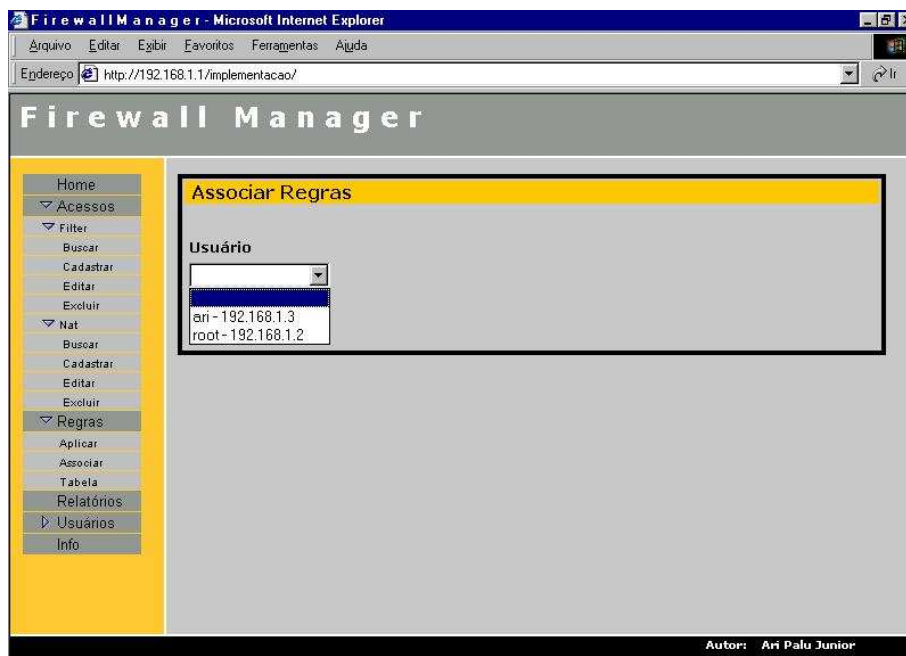 F i r e w a l l M a n a g e r - Microsoft Internet Explorer
Arquivo Editar Exibir Favoritos Ferramentas Ajuda
Endereço http://192.168.1.1/implementacao/ Ir
Firewall Manager
Home
Acessos
Filter
Buscar
Cadastrar
Editar
Excluir
Nat
Buscar
Cadastrar
Editar
Excluir
Regras
Aplicar
Associar
Tabela
Relatórios
Usuários
Info
Associar Regras
Usuário
ari - 192.168.1.3
root - 192.168.1.2
Autor: Ari Palu Junior